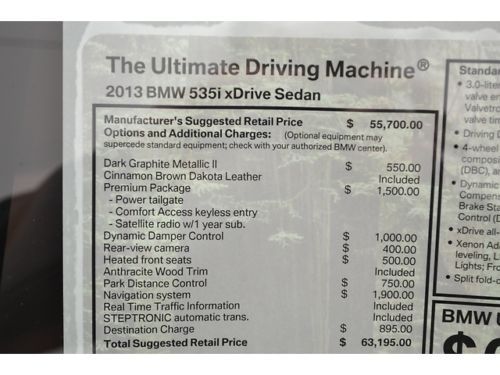 The Ultimate Driving Machine®
2013 BMW 535i xDrive Sedan
Manufacturer's Suggested Retail Price $ 55,700.00
Options and Additional Charges: (Optional equipment may
supercede standard equipment; check with your authorized BMW center).
Dark Graphite Metallic II $ 550.00
Cinnamon Brown Dakota Leather Included
Premium Package $ 1,500.00
- Power tailgate
- Comfort Access keyless entry
- Satellite radio w/1 year sub.
Dynamic Damper Control $ 1,000.00
Rear-view camera $ 400.00
Heated front seats $ 500.00
Anthracite Wood Trim Included
Park Distance Control $ 750.00
Navigation system $ 1,900.00
Real Time Traffic Information Included
STEPTRONIC automatic trans. Included
Destination Charge $ 895.00
Total Suggested Retail Price $ 63,195.00
Standar
• 3.0-liter
valve en
Valvetro
valve tim
• Driving D
• 4-wheel
composi
(DBC), a
• Dynamic
Compens
Brake Sta
Control (D
• xDrive all-
• Xenon Ada
leveling, L
Lights; Fro
• Split fold-d
BMW U
$